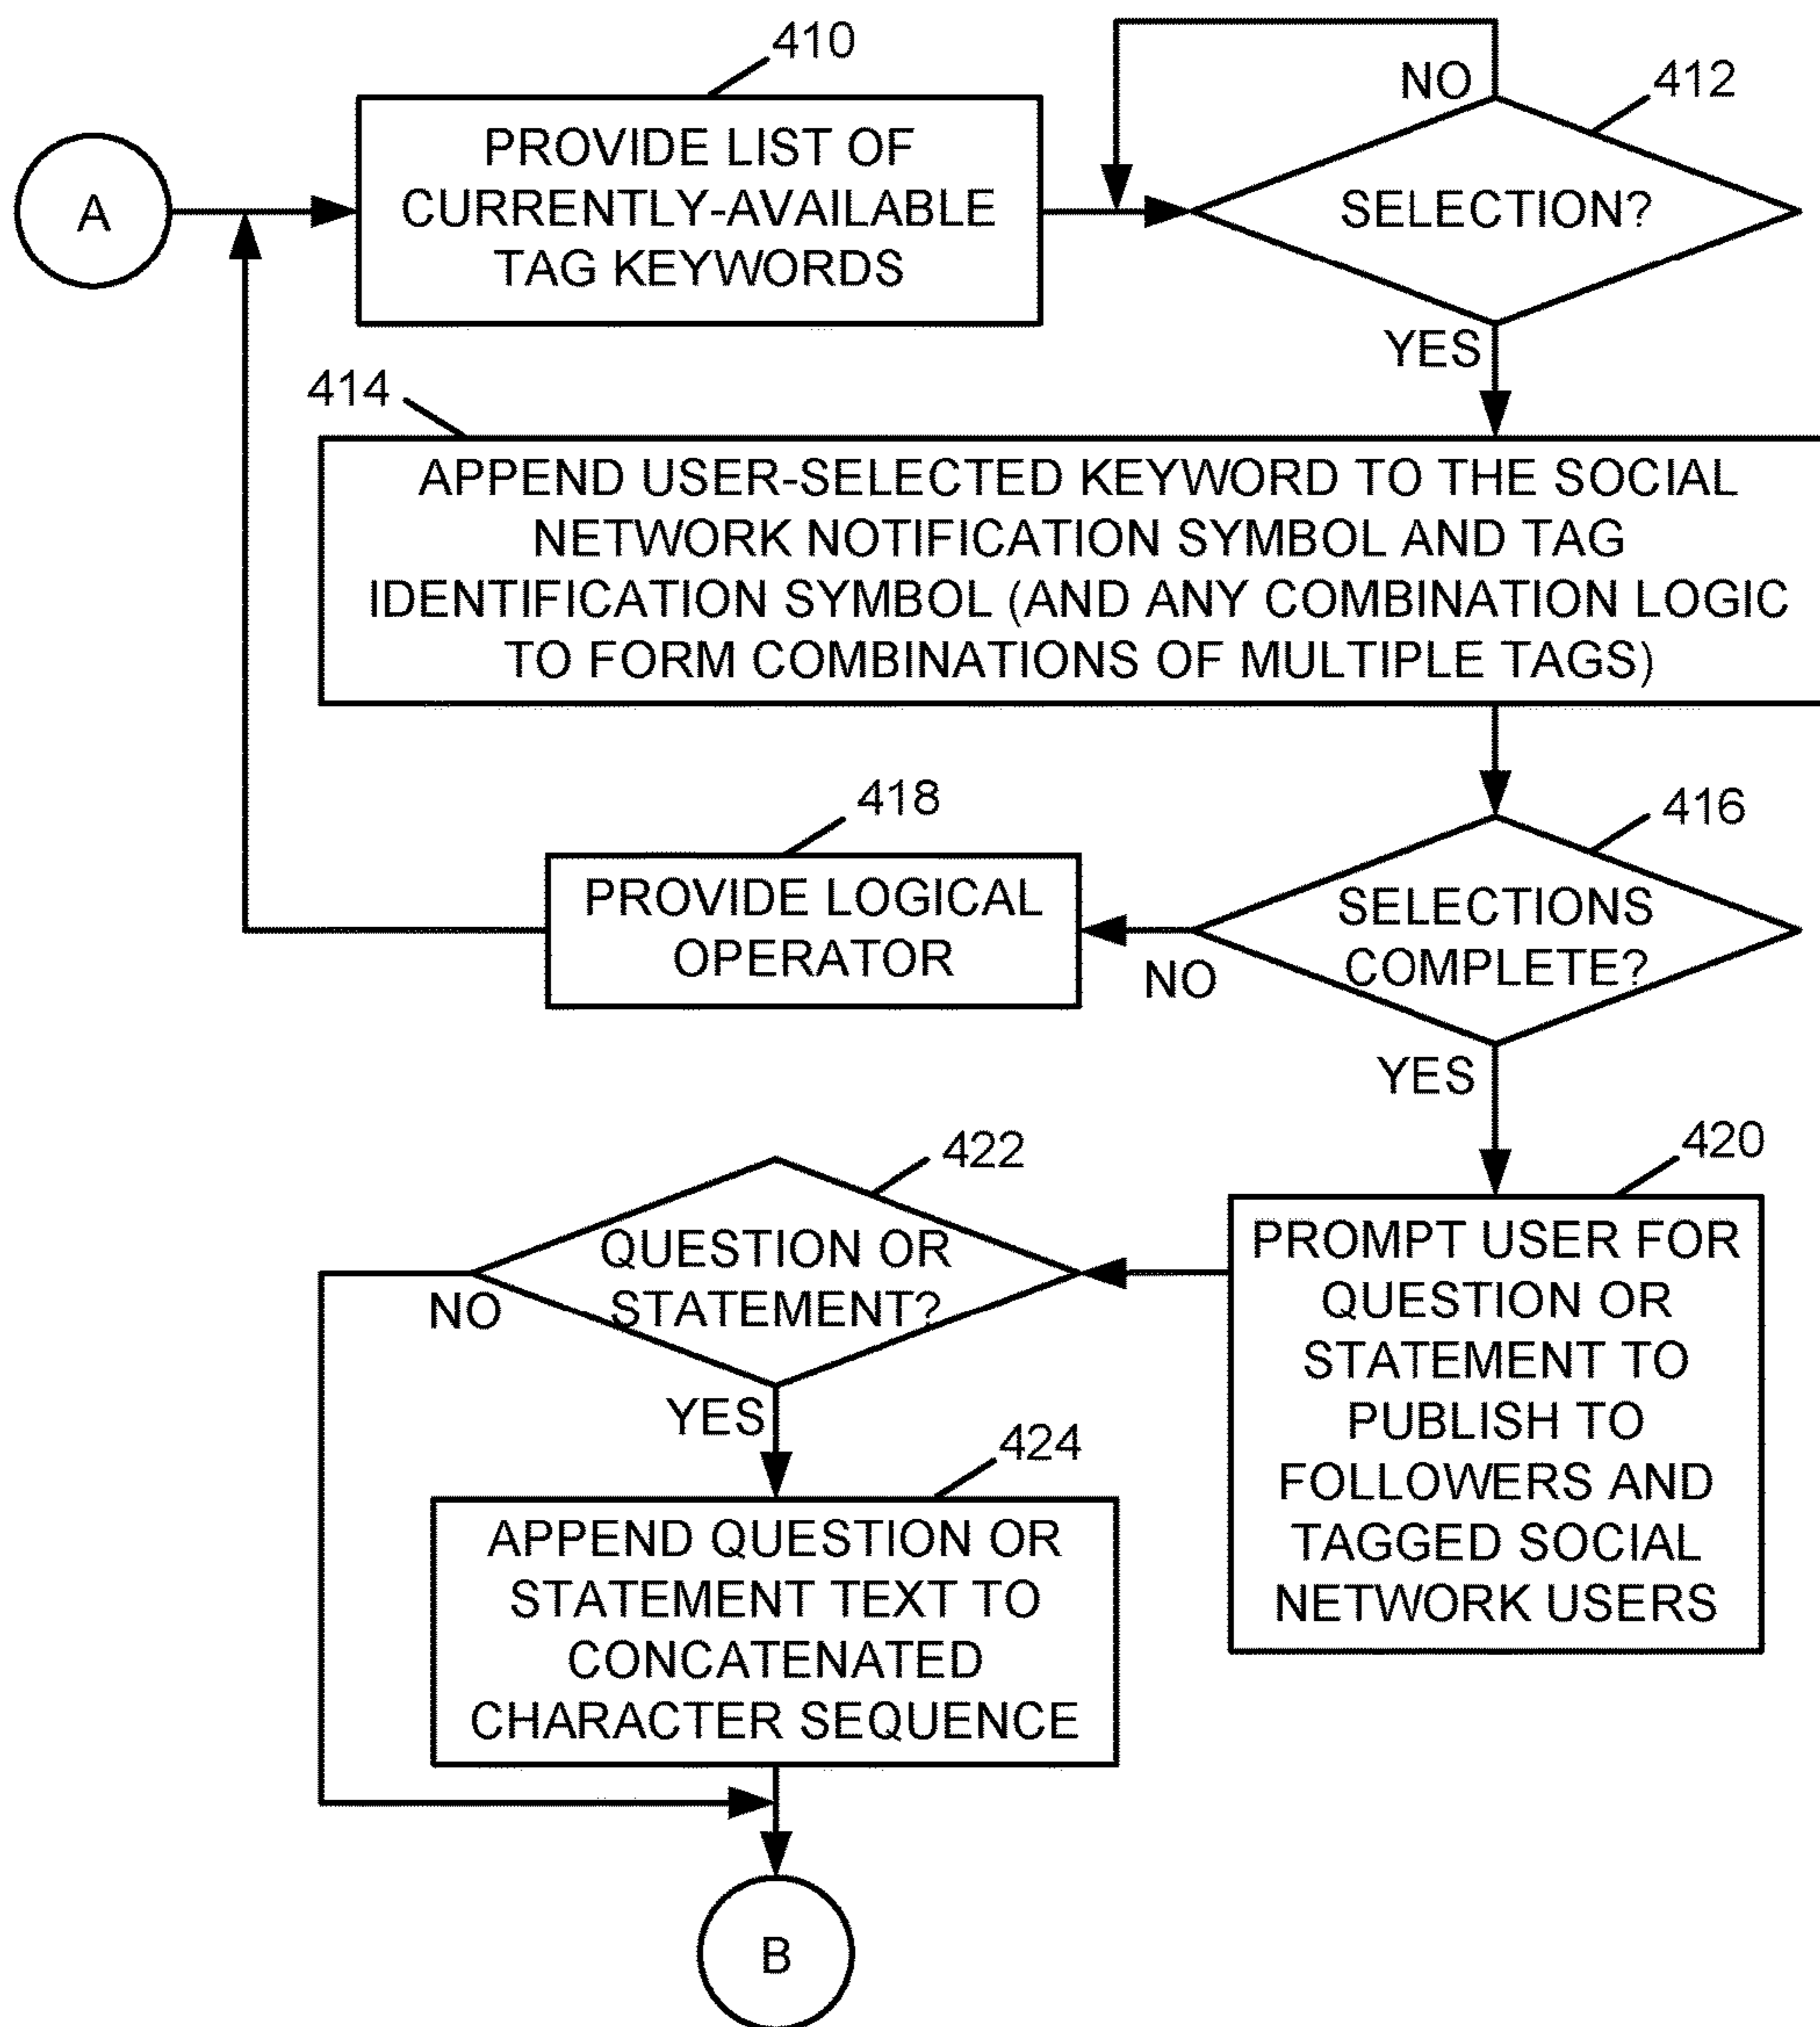 410
NO
412
A
PROVIDE LIST OF
CURRENTLY-AVAILABLE
TAG KEYWORDS
SELECTION?
YES
414
APPEND USER-SELECTED KEYWORD TO THE SOCIAL
NETWORK NOTIFICATION SYMBOL AND TAG
IDENTIFICATION SYMBOL (AND ANY COMBINATION LOGIC
TO FORM COMBINATIONS OF MULTIPLE TAGS)
418
416
PROVIDE LOGICAL
OPERATOR
SELECTIONS
COMPLETE?
NO
YES
422
420
QUESTION OR
STATEMENT?
NO
YES
PROMPT USER FOR
QUESTION OR
STATEMENT TO
PUBLISH TO
FOLLOWERS AND
TAGGED SOCIAL
NETWORK USERS
424
APPEND QUESTION OR
STATEMENT TEXT TO
CONCATENATED
CHARACTER SEQUENCE
B